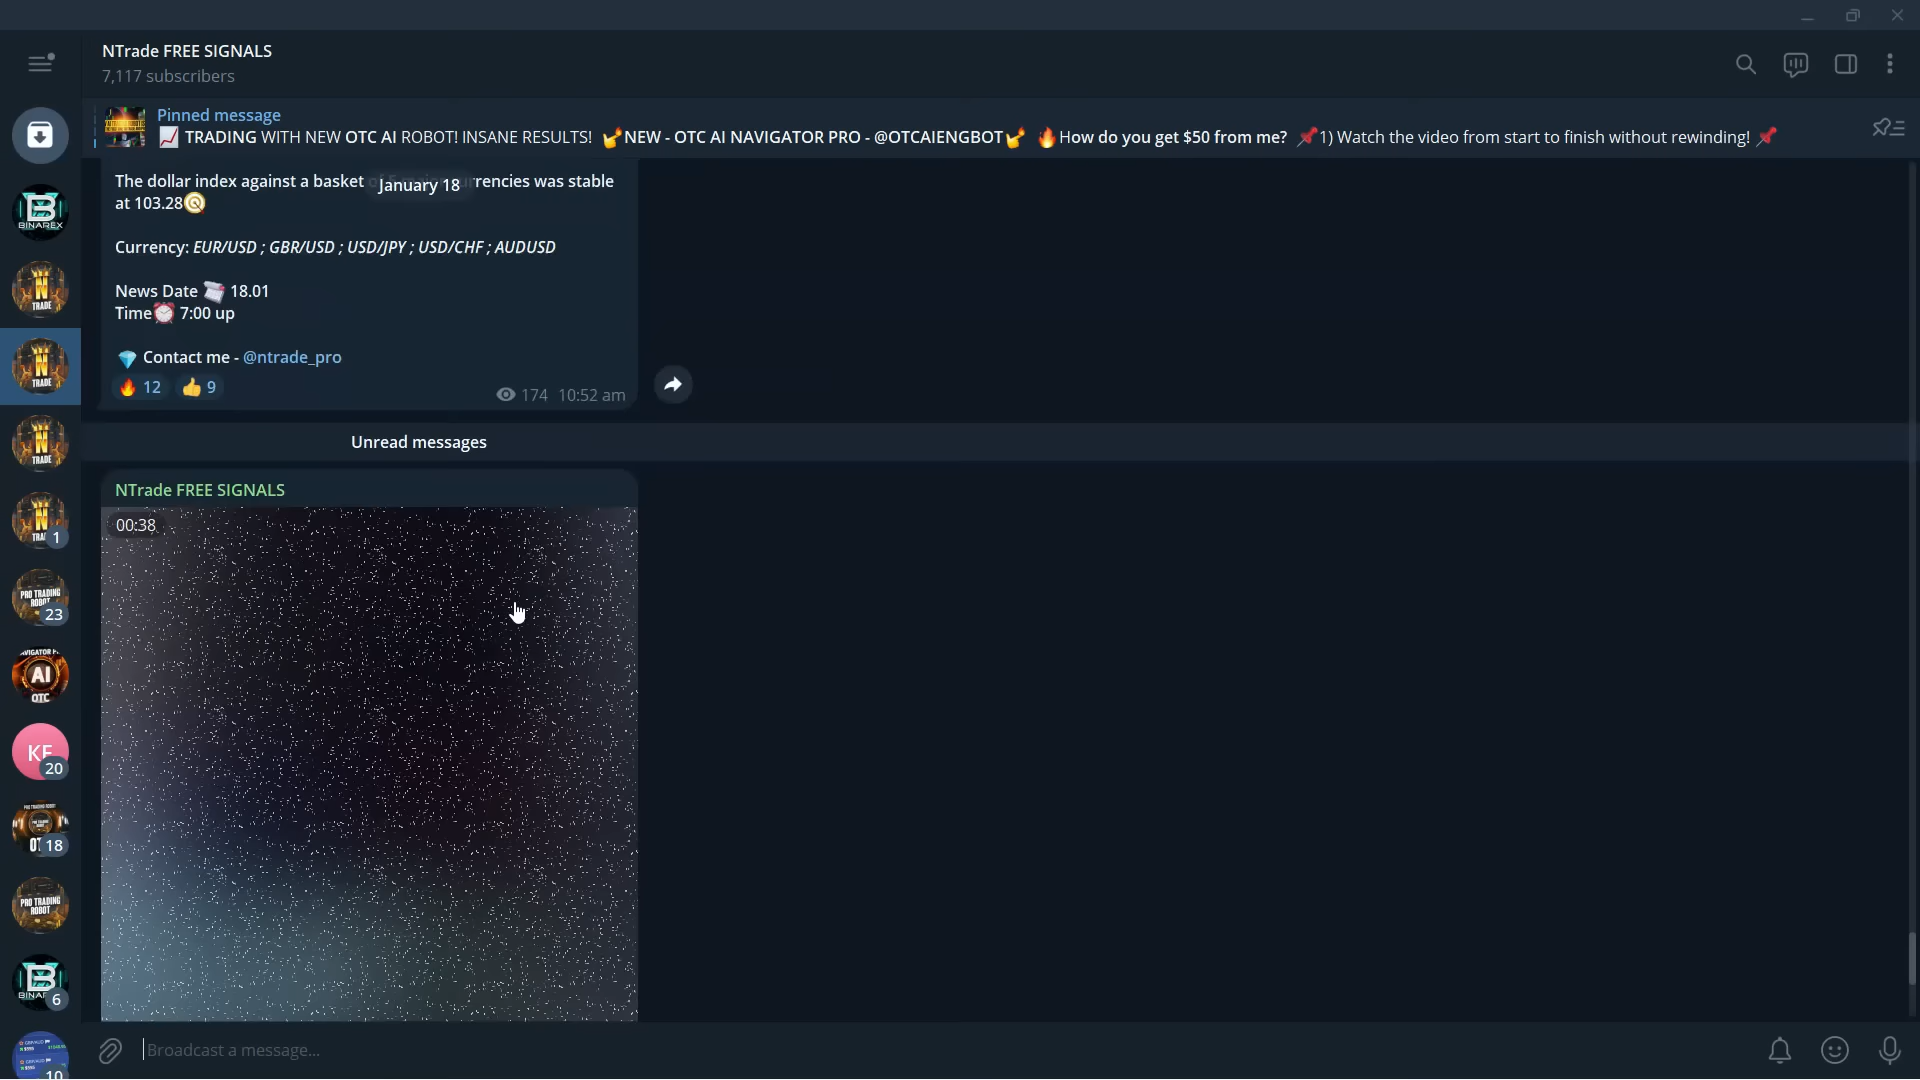 NTrade FREE SIGNALS
7,117 subscribers
Pinned message
📈 TRADING WITH NEW OTC AI ROBOT! INSANE RESULTS! 🤙NEW - OTC AI NAVIGATOR PRO - @OTCAIENGBOT🤙 🔥How do you get $50 from me? 📌1) Watch the video from start to finish without rewinding! 📌
January 18
The dollar index against a basket of 6 major currencies was stable
at 103.28
Currency: EUR/USD ; GBR/USD ; USD/JPY ; USD/CHF ; AUDUSD
News Date 🗞 18.01
Time⏰ 7:00 up
💎 Contact me - @ntrade_pro
🔥 12 👍 9
174 10:52 am
Unread messages
NTrade FREE SIGNALS
00:38
Broadcast a message...
BINAREX
N TRADE
N TRADE
N TRADE
N 1
PRO TRADING
23
AI
OTC
20
18
PRO TRADING
ROBOT
6
10